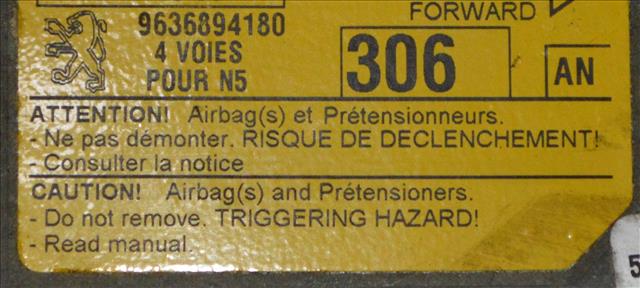 FORWARD
9636894180
4 VOIES
POUR N5
306
AN
ATTENTION! Airbag(s) et Prétensionneurs.
- Ne pas démonter. RISQUE DE DECLENCHEMENT!
- Consulter la notice
CAUTION! Airbag(s) and Prétensioners.
- Do not remove. TRIGGERING HAZARD!
- Read manual.
5